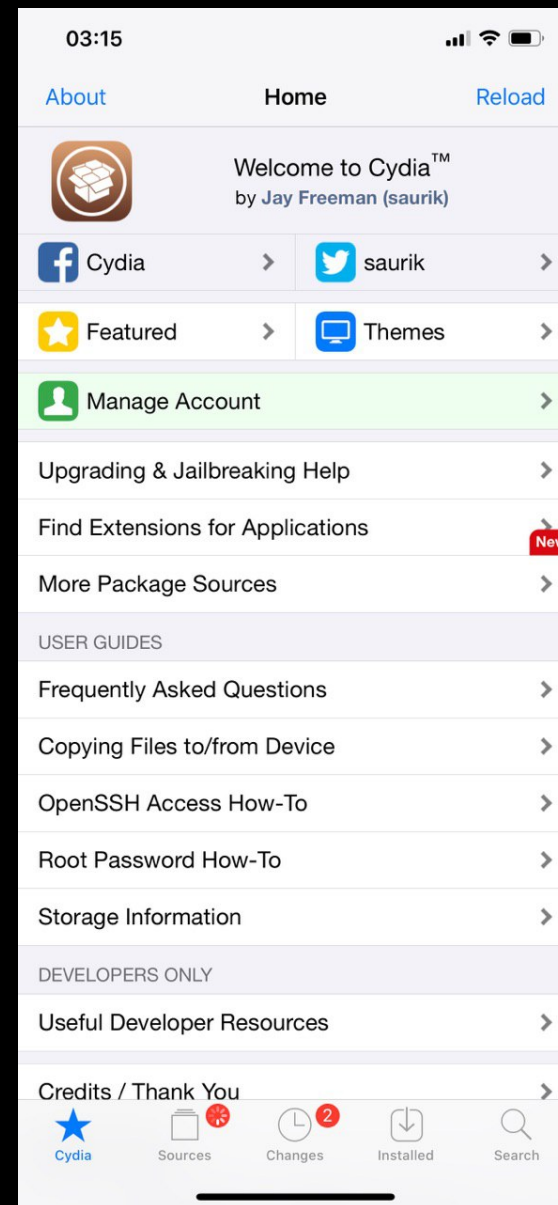 03:15
About Home Reload
Welcome to Cydia™
by Jay Freeman (saurik)
Cydia saurik
Featured Themes
Manage Account
Upgrading & Jailbreaking Help
Find Extensions for Applications
New
More Package Sources
USER GUIDES
Frequently Asked Questions
Copying Files to/from Device
OpenSSH Access How-To
Root Password How-To
Storage Information
DEVELOPERS ONLY
Useful Developer Resources
Credits / Thank You
2
Cydia Sources Changes Installed Search